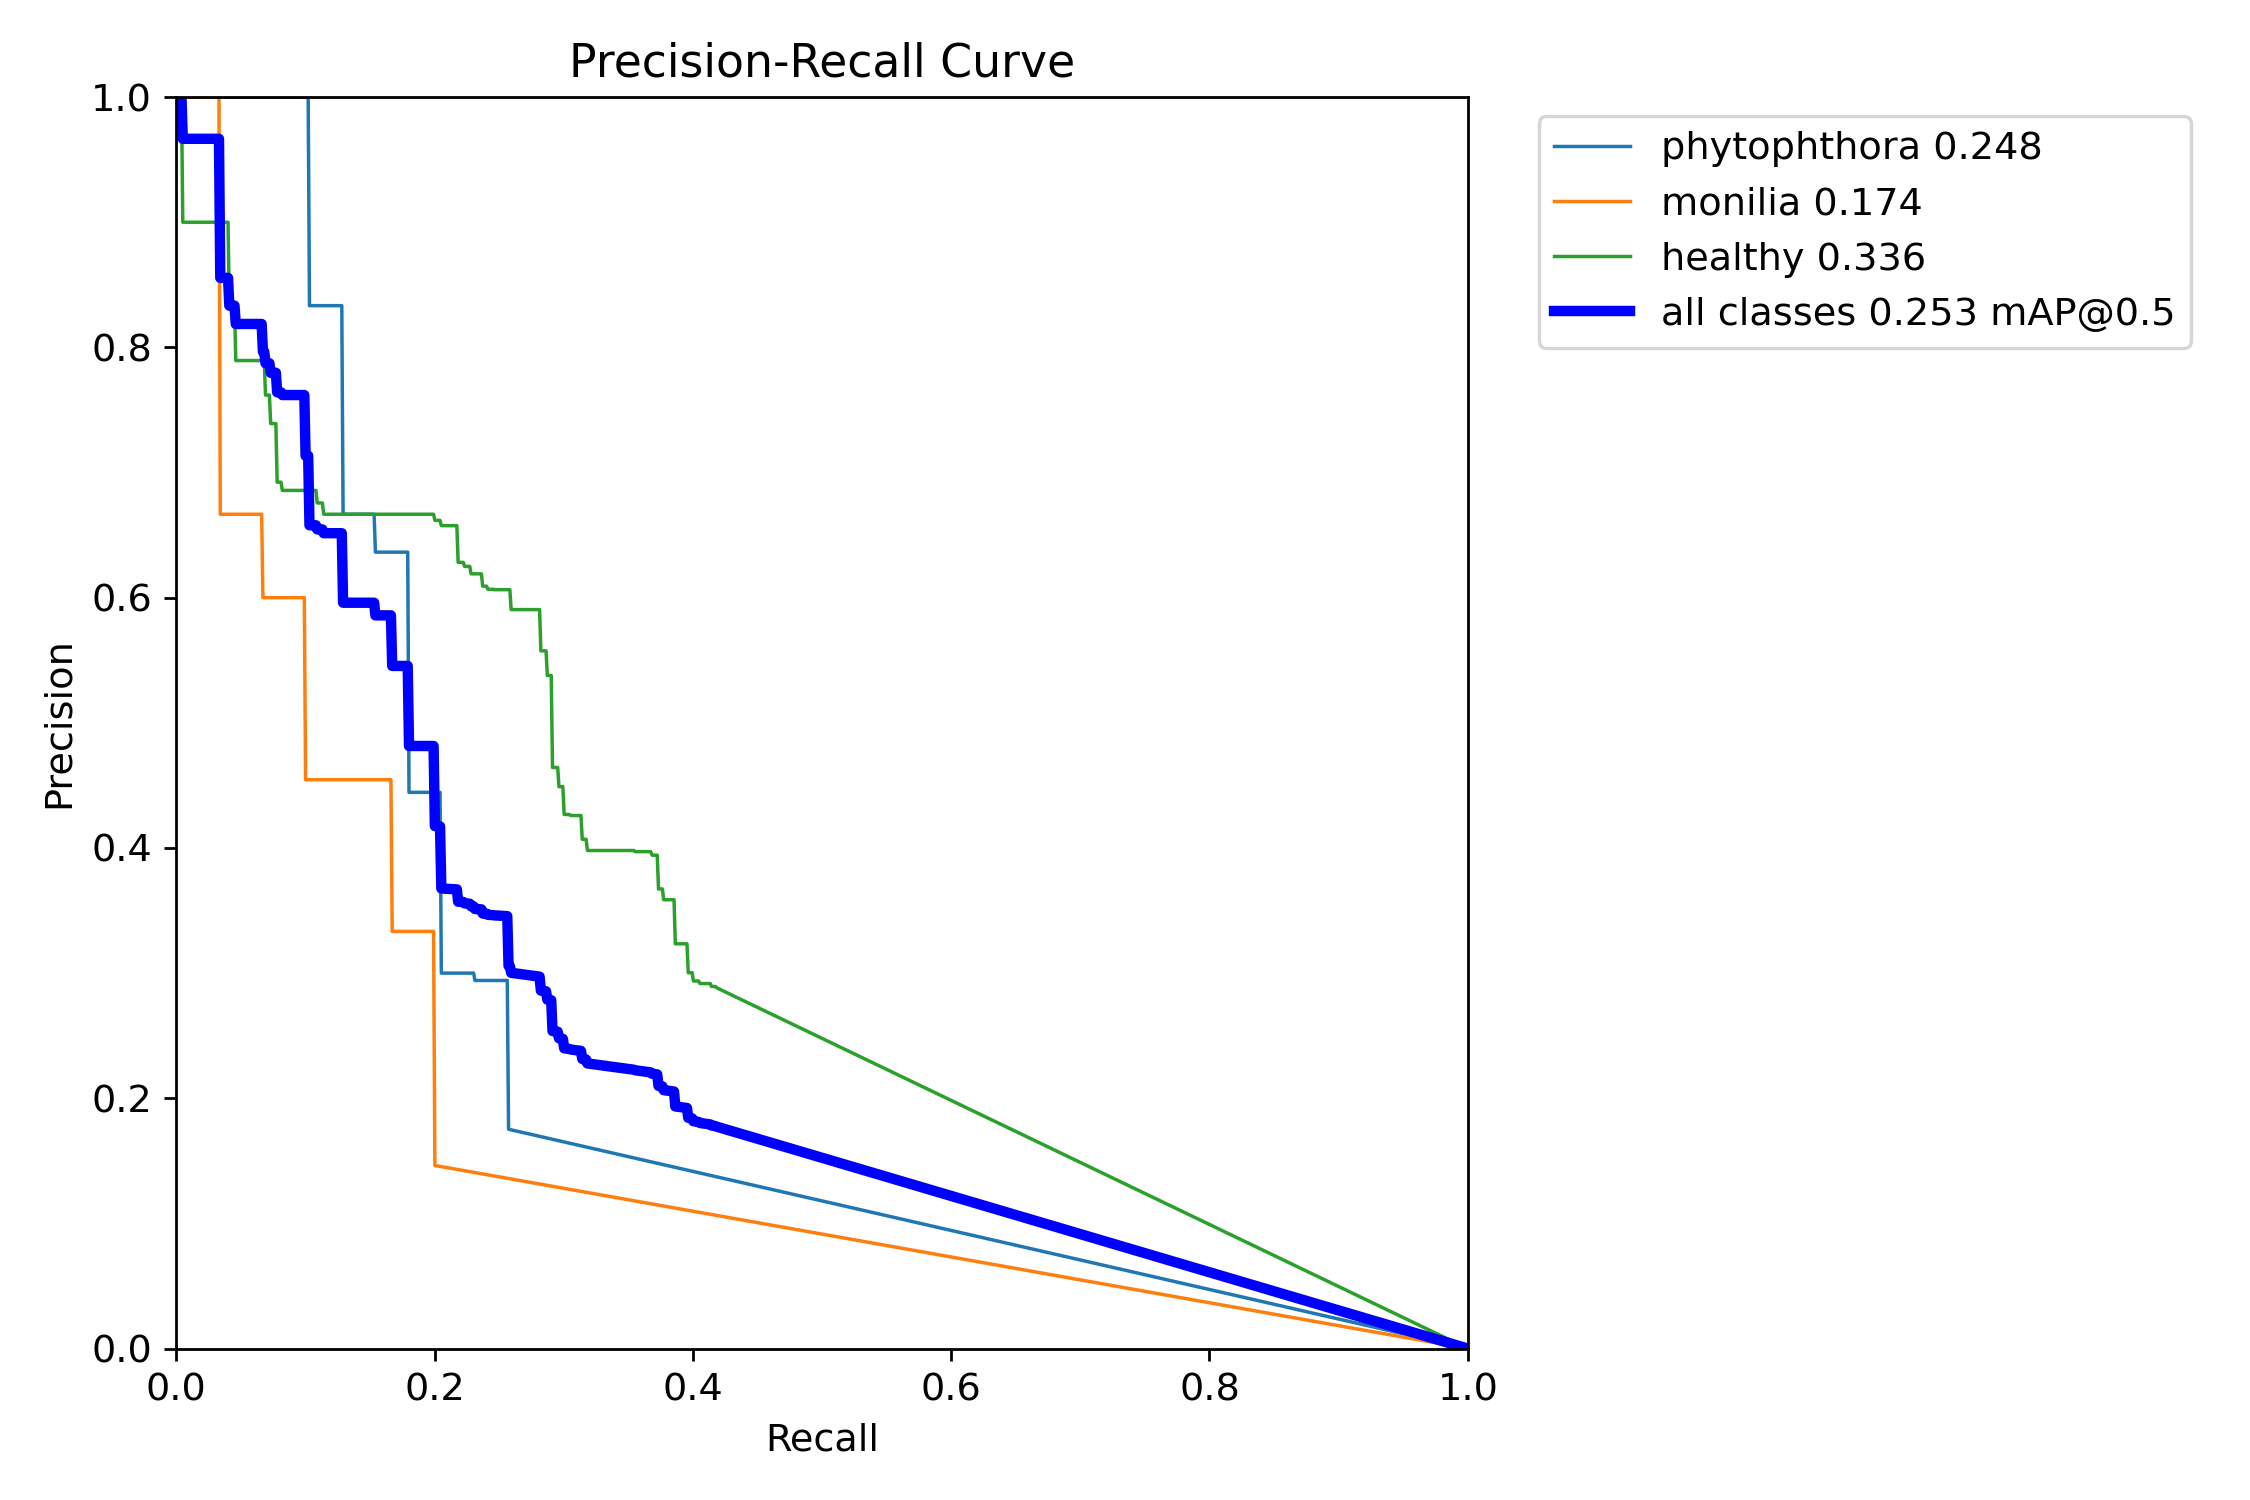 Precision-Recall Curve
phytophthora 0.248
monilia 0.174
healthy 0.336
all classes 0.253 mAP@0.5
Precision
1.0
0.8
0.6
0.4
0.2
0.0
0.0 0.2 0.4 0.6 0.8 1.0
Recall